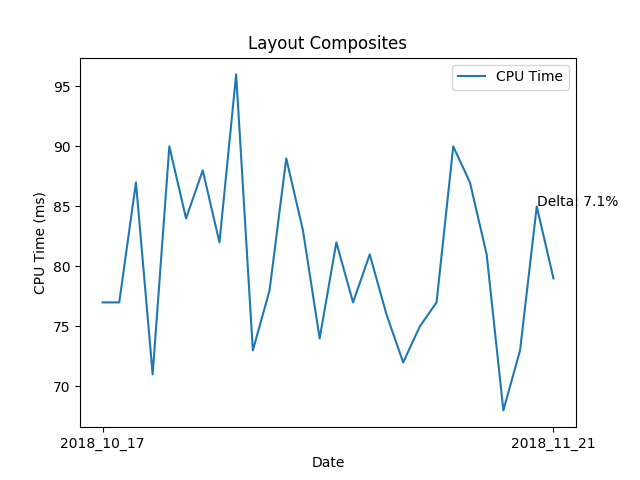 Layout Composites
CPU Time
95
90
85
80
75
70
CPU Time (ms)
Delta: 7.1%
2018_10_17
2018_11_21
Date